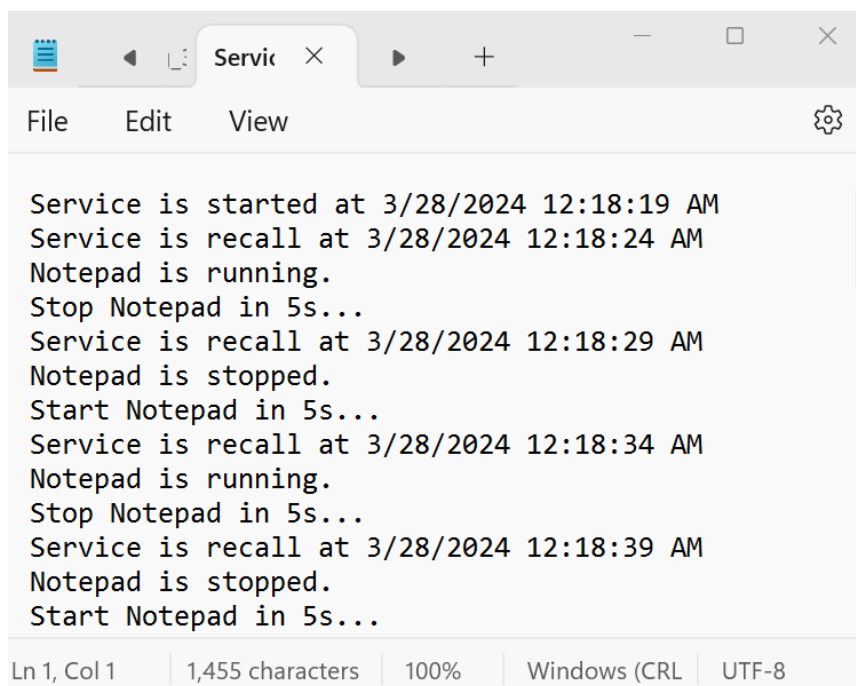 Servic
File Edit View
Service is started at 3/28/2024 12:18:19 AM
Service is recall at 3/28/2024 12:18:24 AM
Notepad is running.
Stop Notepad in 5s...
Service is recall at 3/28/2024 12:18:29 AM
Notepad is stopped.
Start Notepad in 5s...
Service is recall at 3/28/2024 12:18:34 AM
Notepad is running.
Stop Notepad in 5s...
Service is recall at 3/28/2024 12:18:39 AM
Notepad is stopped.
Start Notepad in 5s...
Ln 1, Col 1 1,455 characters 100% Windows (CRL UTF-8